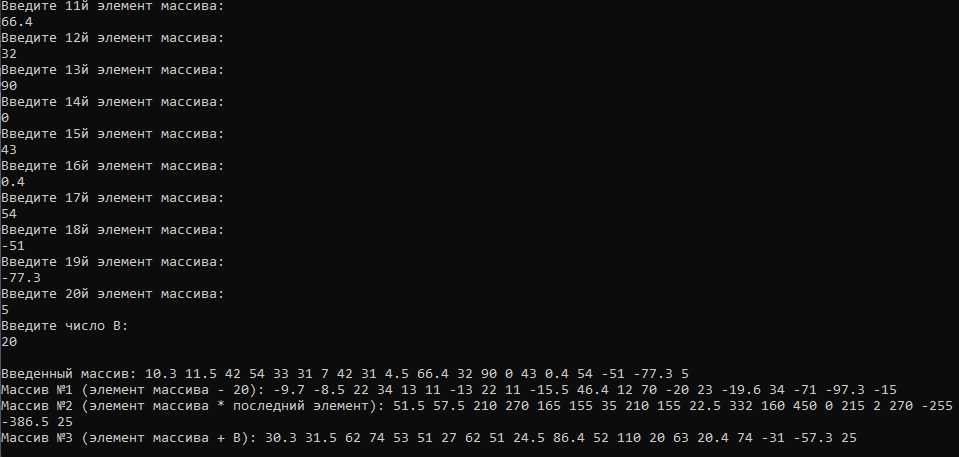 Введите 11й элемент массива:
66.4
Введите 12й элемент массива:
32
Введите 13й элемент массива:
90
Введите 14й элемент массива:
0
Введите 15й элемент массива:
43
Введите 16й элемент массива:
0.4
Введите 17й элемент массива:
54
Введите 18й элемент массива:
-51
Введите 19й элемент массива:
-77.3
Введите 20й элемент массива:
5
Введите число В:
20
Введенный массив: 10.3 11.5 42 54 33 31 7 42 31 4.5 66.4 32 90 0 43 0.4 54 -51 -77.3 5
Массив №1 (элемент массива - 20): -9.7 -8.5 22 34 13 11 -13 22 11 -15.5 46.4 12 70 -20 23 -19.6 34 -71 -97.3 -15
Массив №2 (элемент массива * последний элемент): 51.5 57.5 210 270 165 155 35 210 155 22.5 332 160 450 0 215 2 270 -255
-386.5 25
Массив №3 (элемент массива + В): 30.3 31.5 62 74 53 51 27 62 51 24.5 86.4 52 110 20 63 20.4 74 -31 -57.3 25